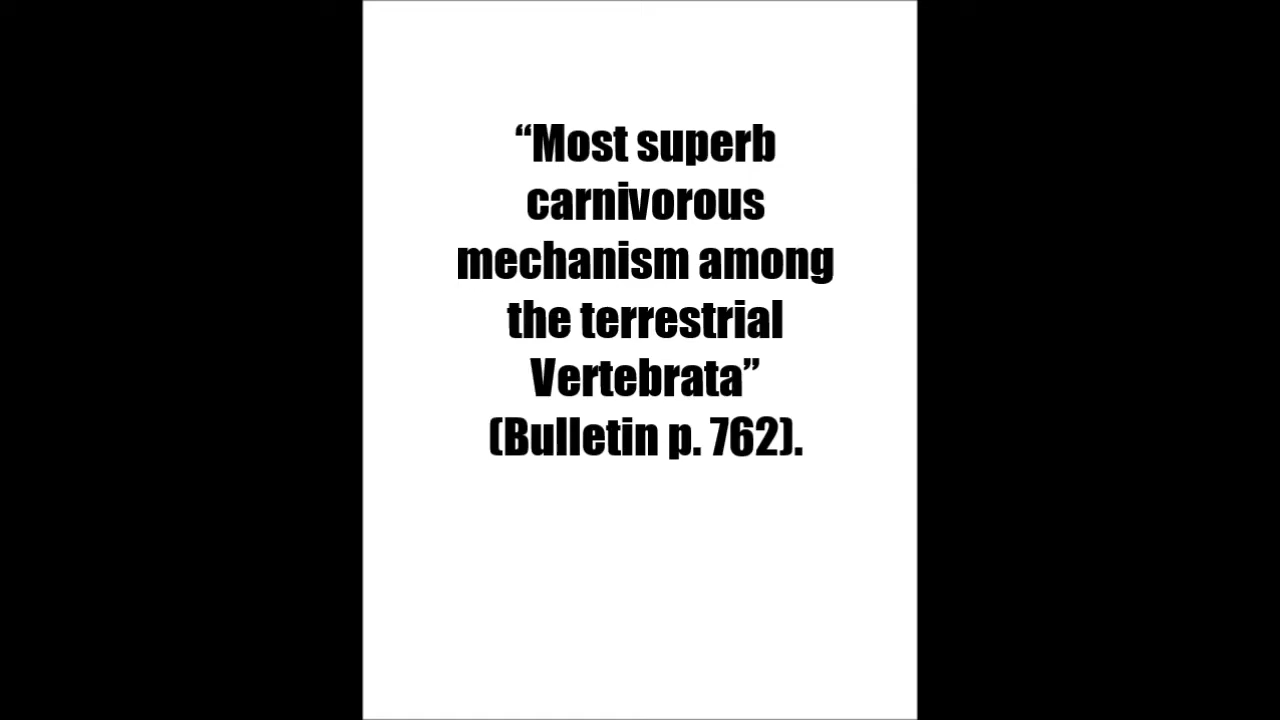 “Most superb
carnivorous
mechanism among
the terrestrial
Vertebrata”
(Bulletin p. 762).